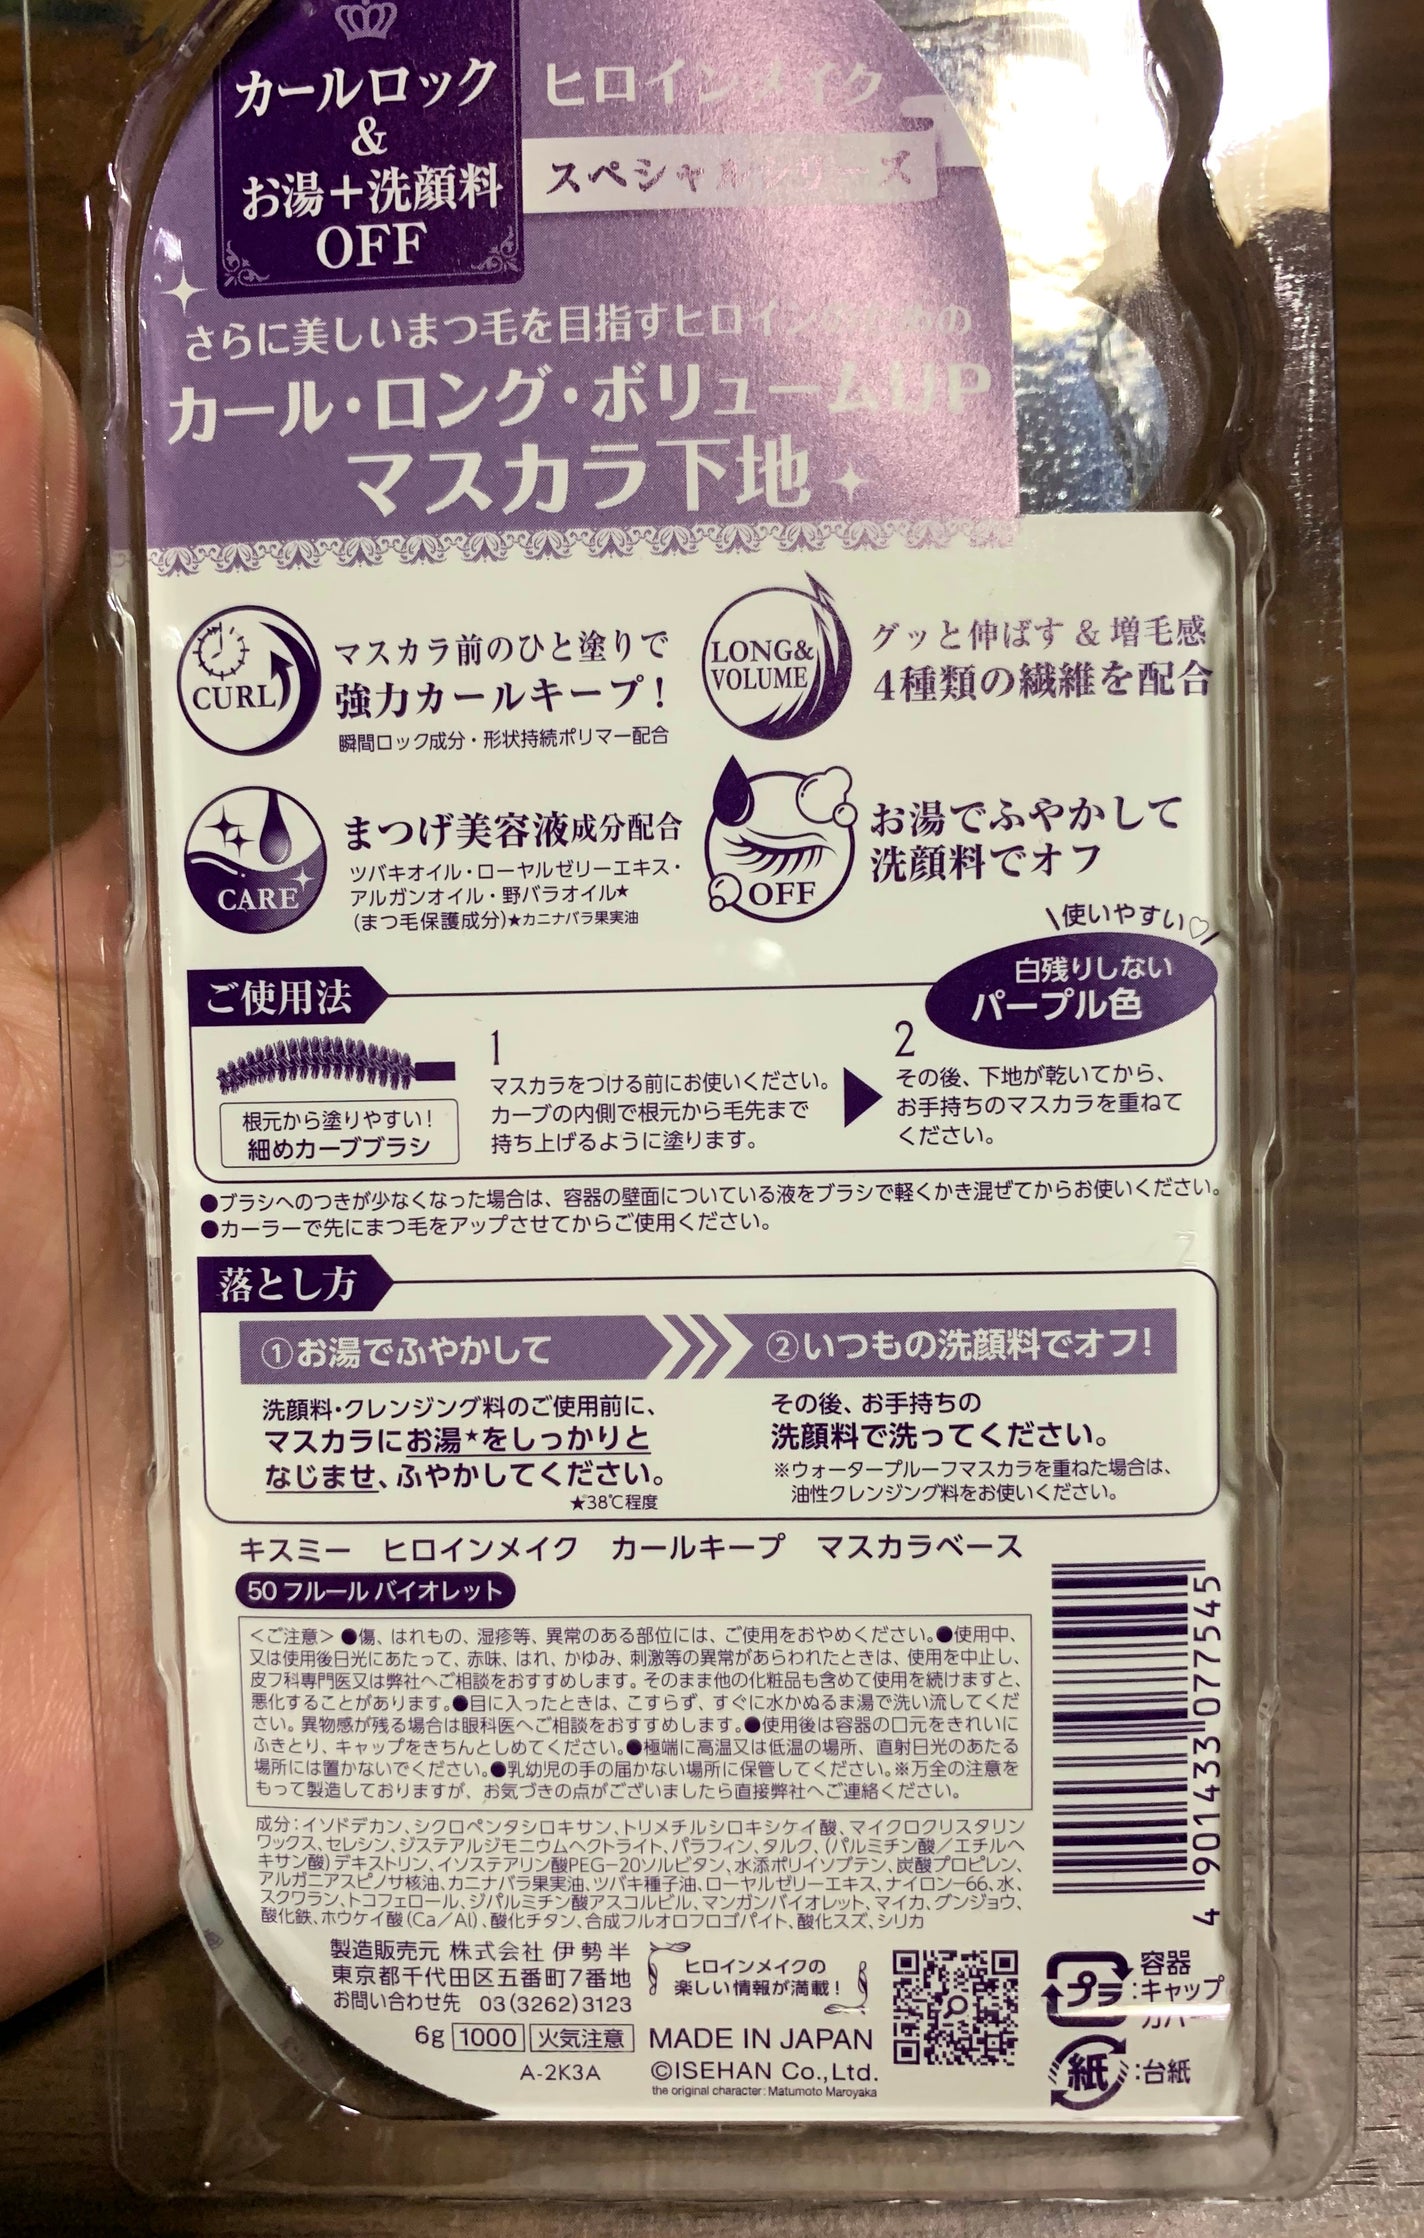 カールロック
&
お湯+洗顔料
OFF
ヒロインメイク
スペシャルシリーズ
さらに美しいまつ毛を目指すヒロイン
カール・ロング・ボリュームUP
マスカラ下地
CURL
マスカラ前のひと塗りで
強力カールキープ!
瞬間ロック成分・形状持続ポリマー配合
LONG&
VOLUME
グッと伸ばす & 増毛感
4種類の繊維を配合
CARE
まつげ美容液成分配合
ツバキオイル・ローヤルゼリーエキス・
アルガンオイル・野バラオイル★
(まつ毛保護成分)★カニナバラ果実油
OFF
お湯でふやかして
洗顔料でオフ
\使いやすい♡/
白残りしない
パープル色
ご使用法
根元から塗りやすい!
細めカーブブラシ
1
マスカラをつける前にお使いください。
カーブの内側で根元から毛先まで
持ち上げるように塗ります。
2
その後、下地が乾いてから、
お手持ちのマスカラを重ねて
ください。
●ブラシへのつきが少なくなった場合は、容器の壁面についている液をブラシで軽くかき混ぜてからお使いください。
●カーラーで先にまつ毛をアップさせてからご使用ください。
落とし方
①お湯でふやかして
洗顔料・クレンジング料のご使用前に、
マスカラにお湯★をしっかりと
なじませ、ふやかしてください。
★38℃程度
②いつもの洗顔料でオフ!
その後、お手持ちの
洗顔料で洗ってください。
※ウォータープルーフマスカラを重ねた場合は、
油性クレンジング料をお使いください。
キスミー ヒロインメイク カールキープ マスカラベース
50 フルール バイオレット
<ご注意>●傷、はれもの、湿疹等、異常のある部位には、ご使用をおやめください。●使用中、
又は使用後日光にあたって、赤味、はれ、かゆみ、刺激等の異常があらわれたときは、使用を中止し、
皮フ科専門医又は弊社へご相談をおすすめします。そのまま他の化粧品も含めて使用を続けますと、
悪化することがあります。●目に入ったときは、こすらず、すぐに水かぬるま湯で洗い流してくだ
さい。異物感が残る場合は眼科医へご相談をおすすめします。●使用後は容器の口元をきれいに
ふきとり、キャップをきちんとしめてください。●極端に高温又は低温の場所、直射日光のあたる
場所には置かないでください。●乳幼児の手の届かない場所に保管してください。※万全の注意を
もって製造しておりますが、お気づきの点がございましたら直接弊社へご連絡ください。
成分:イソドデカン、シクロペンタシロキサン、トリメチルシロキシケイ酸、マイクロクリスタリン
ワックス、セレシン、ジステアルジモニウムヘクトライト、パラフィン、タルク、(パルミチン酸/エチルヘ
キサン酸)デキストリン、イソステアリン酸PEG-20ソルビタン、水添ポリイソブテン、炭酸プロピレン、
アルガニアスピノサ核油、カニナバラ果実油、ツバキ種子油、ローヤルゼリーエキス、ナイロン-66、水、
スクワラン、トコフェロール、ジパルミチン酸アスコルビル、マンガンバイオレット、マイカ、グンジョウ、
酸化鉄、ホウケイ酸(Ca/Al)、酸化チタン、合成フルオロフロゴパイト、酸化スズ、シリカ
4 901433 077545
製造販売元 株式会社 伊勢半
東京都千代田区五番町7番地
お問い合わせ先 03(3262)3123
6g 1000 火気注意
A-2K3A
ヒロインメイクの
楽しい情報が満載!
MADE IN JAPAN
©ISEHAN Co.,Ltd.
the original character: Matumoto Maroyaka
プラ
容器
:キャップ
カバー
紙 :台紙